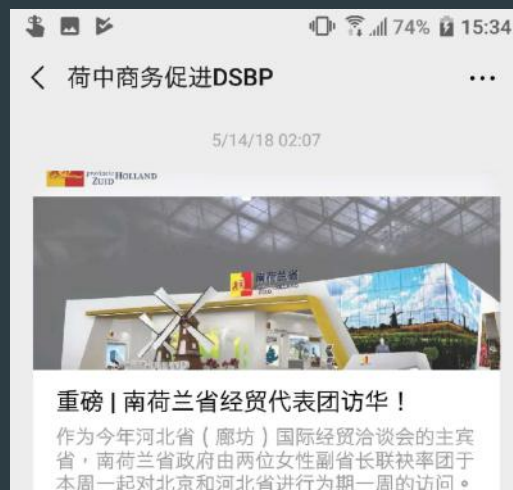 74% 15:34
荷中商务促进DSBP
5/14/18 02:07
provincie
ZUID HOLLAND
南荷兰省
ZUID
重磅 | 南荷兰省经贸代表团访华！
作为今年河北省（廊坊）国际经贸洽谈会的主宾
省，南荷兰省政府由两位女性副省长联袂率团于
本周一起对北京和河北省进行为期一周的访问。